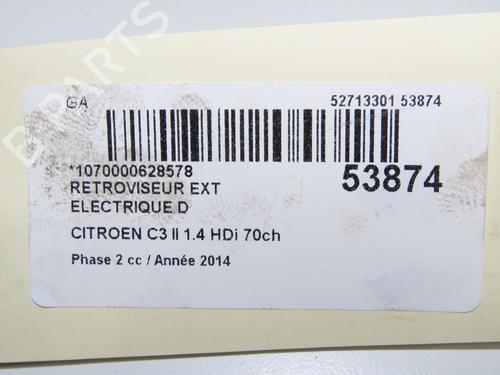 GA
52713301 53874
*1070000628578
53874
RETROVISEUR EXT
ELECTRIQUE D
CITROEN C3 II 1.4 HDi 70ch
Phase 2 cc / Année 2014
B PARTS